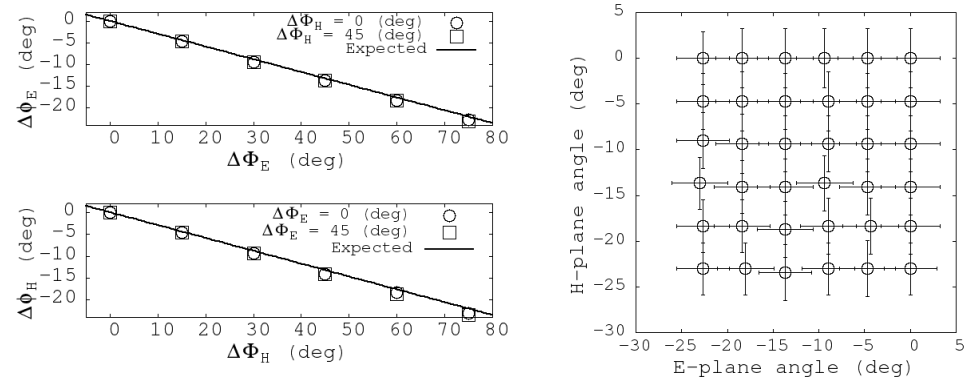 ΔΦH = 0 (deg)
ΔΦH = 45 (deg)
Expected
0
−5
−10
−15
−20
ΔϕE (deg)
0 10 20 30 40 50 60 70 80
ΔΦE (deg)
ΔΦE = 0 (deg)
ΔΦE = 45 (deg)
Expected
0
−5
−10
−15
−20
ΔϕH (deg)
0 10 20 30 40 50 60 70 80
ΔΦH (deg)
5
0
−5
−10
−15
−20
−25
−30
H-plane angle (deg)
−30 −25 −20 −15 −10 −5 0 5
E-plane angle (deg)